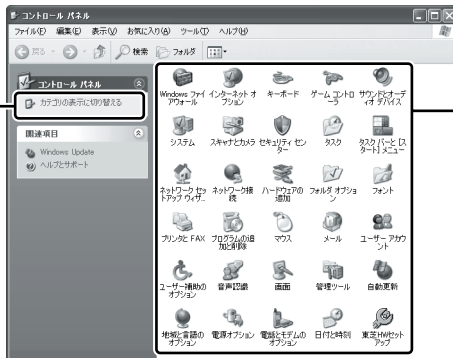 コントロール パネル
ファイル(F) 編集(E) 表示(V) お気に入り(A) ツール(T) ヘルプ(H)
戻る 検索 フォルダ
コントロール パネル
カテゴリの表示に切り替える
関連項目
Windows Update
ヘルプとサポート
Windows ファイアウォール
インターネット オプション
キーボード
ゲーム コントローラ
サウンドとオーディオ デバイス
システム
スキャナとカメラ
セキュリティ センター
タスク
タスク バーと [スタート] メニュー
ネットワーク セットアップ ウィザ...
ネットワーク接続
ハードウェアの追加
フォルダ オプション
フォント
プリンタと FAX
プログラムの追加と削除
マウス
メール
ユーザー アカウント
ユーザー補助のオプション
音声認識
画面
管理ツール
自動更新
地域と言語のオプション
電源オプション
電話とモデムのオプション
日付と時刻
東芝HWセットアップ